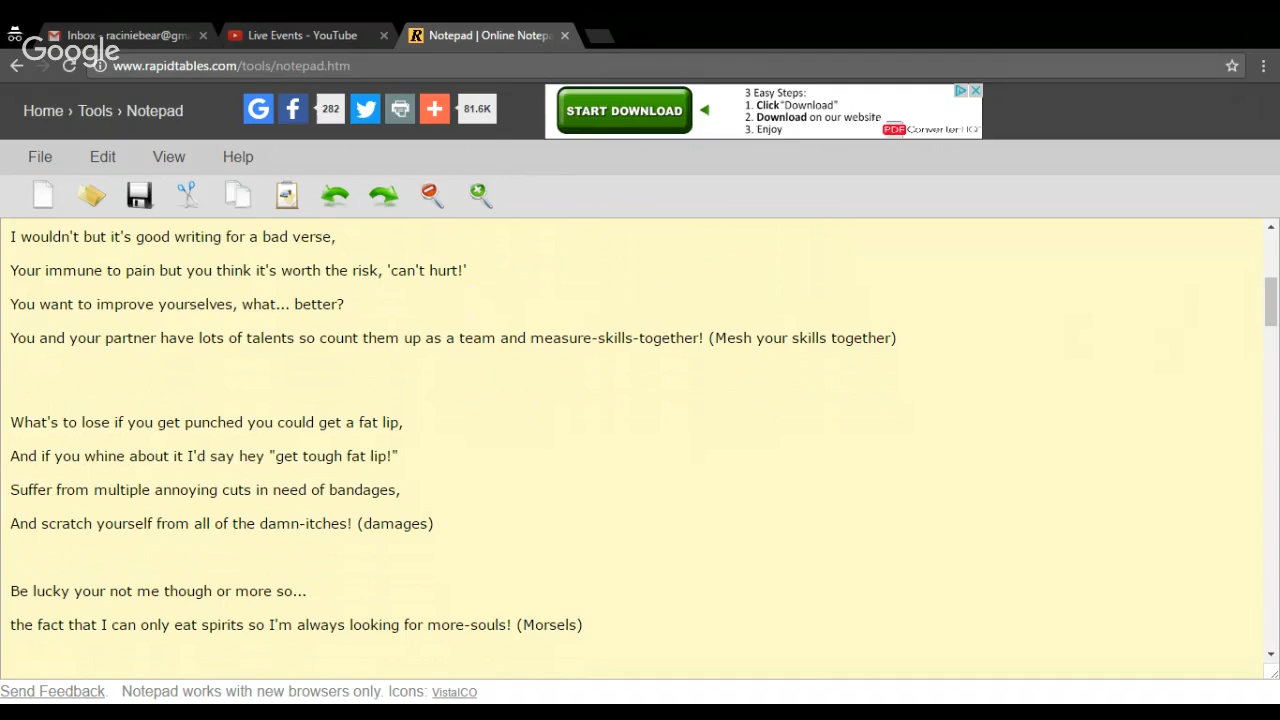 Inbox - raciniebear@gm
Live Events - YouTube
Notepad | Online Notepa
Google
www.rapidtables.com/tools/notepad.htm
Home › Tools › Notepad
282
81.6K
START DOWNLOAD
3 Easy Steps:
1. Click"Download"
2. Download on our website
3. Enjoy
PDF ConverterHQ
File Edit View Help
I wouldn't but it's good writing for a bad verse,
Your immune to pain but you think it's worth the risk, 'can't hurt!'
You want to improve yourselves, what... better?
You and your partner have lots of talents so count them up as a team and measure-skills-together! (Mesh your skills together)
What's to lose if you get punched you could get a fat lip,
And if you whine about it I'd say hey "get tough fat lip!"
Suffer from multiple annoying cuts in need of bandages,
And scratch yourself from all of the damn-itches! (damages)
Be lucky your not me though or more so...
the fact that I can only eat spirits so I'm always looking for more-souls! (Morsels)
Send Feedback. Notepad works with new browsers only. Icons: VistaICO